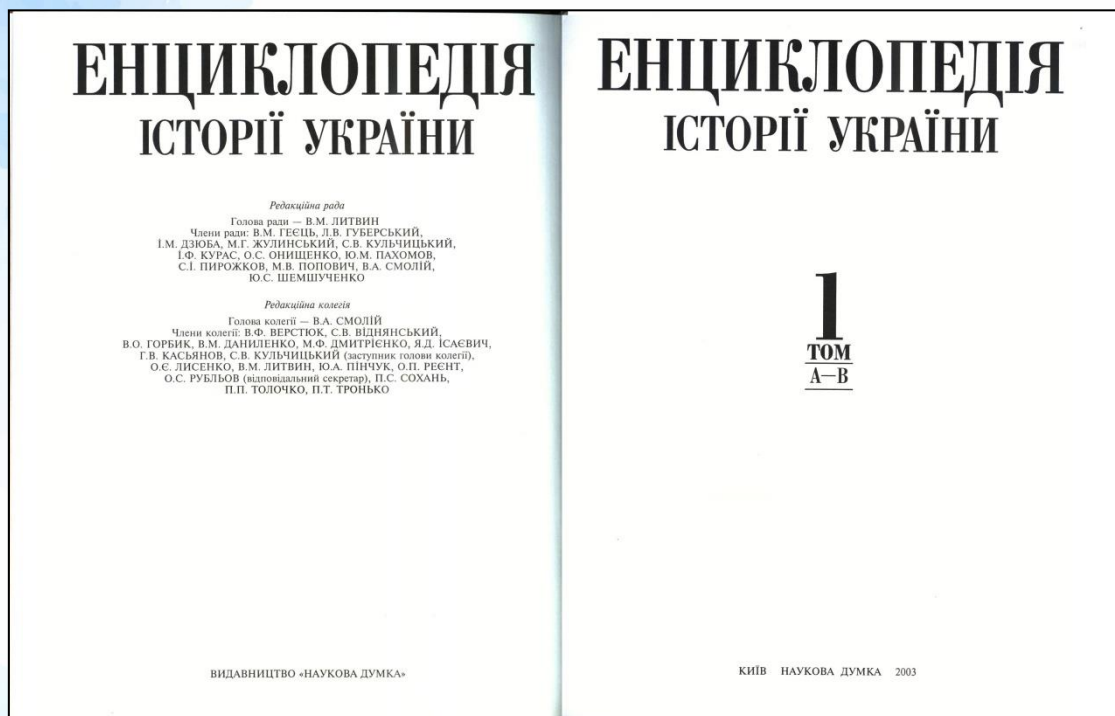 ЕНЦИКЛОПЕДІЯ
ІСТОРІЇ УКРАЇНИ
Редакційна рада
Голова ради — В.М. ЛИТВИН
Члени ради: В.М. ГЕЄЦЬ, Л.В. ГУБЕРСЬКИЙ,
І.М. ДЗЮБА, М.Г. ЖУЛИНСЬКИЙ, С.В. КУЛЬЧИЦЬКИЙ,
І.Ф. КУРАС, О.С. ОНИЩЕНКО, Ю.М. ПАХОМОВ,
С.І. ПИРОЖКОВ, М.В. ПОПОВИЧ, В.А. СМОЛІЙ,
Ю.С. ШЕМШУЧЕНКО
Редакційна колегія
Голова колегії — В.А. СМОЛІЙ
Члени колегії: В.Ф. ВЕРСТЮК, С.В. ВІДНЯНСЬКИЙ,
В.О. ГОРБИК, В.М. ДАНИЛЕНКО, М.Ф. ДМИТРІЄНКО, Я.Д. ІСАЄВИЧ,
Г.В. КАСЬЯНОВ, С.В. КУЛЬЧИЦЬКИЙ (заступник голови колегії),
О.Є. ЛИСЕНКО, В.М. ЛИТВИН, Ю.А. ПІНЧУК, О.П. РЕЄНТ,
О.С. РУБЛЬОВ (відповідальний секретар), П.С. СОХАНЬ,
П.П. ТОЛОЧКО, П.Т. ТРОНЬКО
ВИДАВНИЦТВО «НАУКОВА ДУМКА»
ЕНЦИКЛОПЕДІЯ
ІСТОРІЇ УКРАЇНИ
1
ТОМ
А—В
КИЇВ НАУКОВА ДУМКА 2003